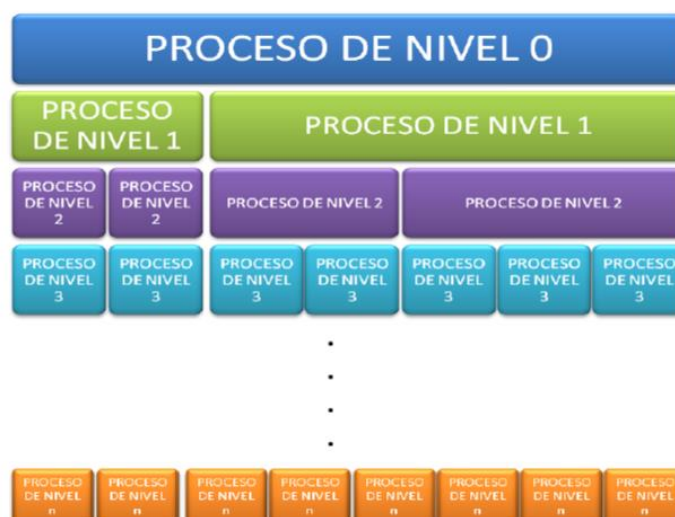 PROCESO DE NIVEL 0
PROCESO
DE NIVEL 1
PROCESO DE NIVEL 1
PROCESO
DE NIVEL
2
PROCESO
DE NIVEL
2
PROCESO DE NIVEL 2
PROCESO DE NIVEL 2
PROCESO
DE NIVEL
3
PROCESO
DE NIVEL
3
PROCESO
DE NIVEL
3
PROCESO
DE NIVEL
3
PROCESO
DE NIVEL
3
PROCESO
DE NIVEL
3
PROCESO
DE NIVEL
3
PROCESO
DE NIVEL
n
PROCESO
DE NIVEL
n
PROCESO
DE NIVEL
n
PROCESO
DE NIVEL
n
PROCESO
DE NIVEL
n
PROCESO
DE NIVEL
n
PROCESO
DE NIVEL
n
PROCESO
DE NIVEL
n